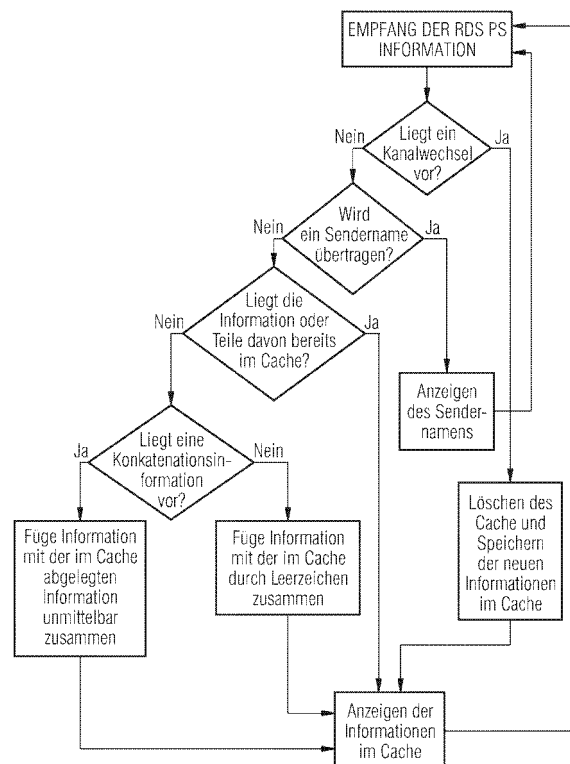 EMPFANG DER RDS PS
INFORMATION
Liegt ein
Kanalwechsel
vor?
Nein
Ja
Wird
ein Sendername
übertragen?
Nein
Ja
Liegt die
Information oder
Teile davon bereits
im Cache?
Nein
Ja
Anzeigen
des Sender-
namens
Liegt eine
Konkatenationsin-
formation
vor?
Ja
Nein
Füge Information
mit der im Cache
abgelegten
Information
unmittelbar
zusammen
Füge Information
mit der im Cache
durch Leerzeichen
zusammen
Löschen des
Cache und
Speichern
der neuen
Informationen
im Cache
Anzeigen der
Informationen
im Cache